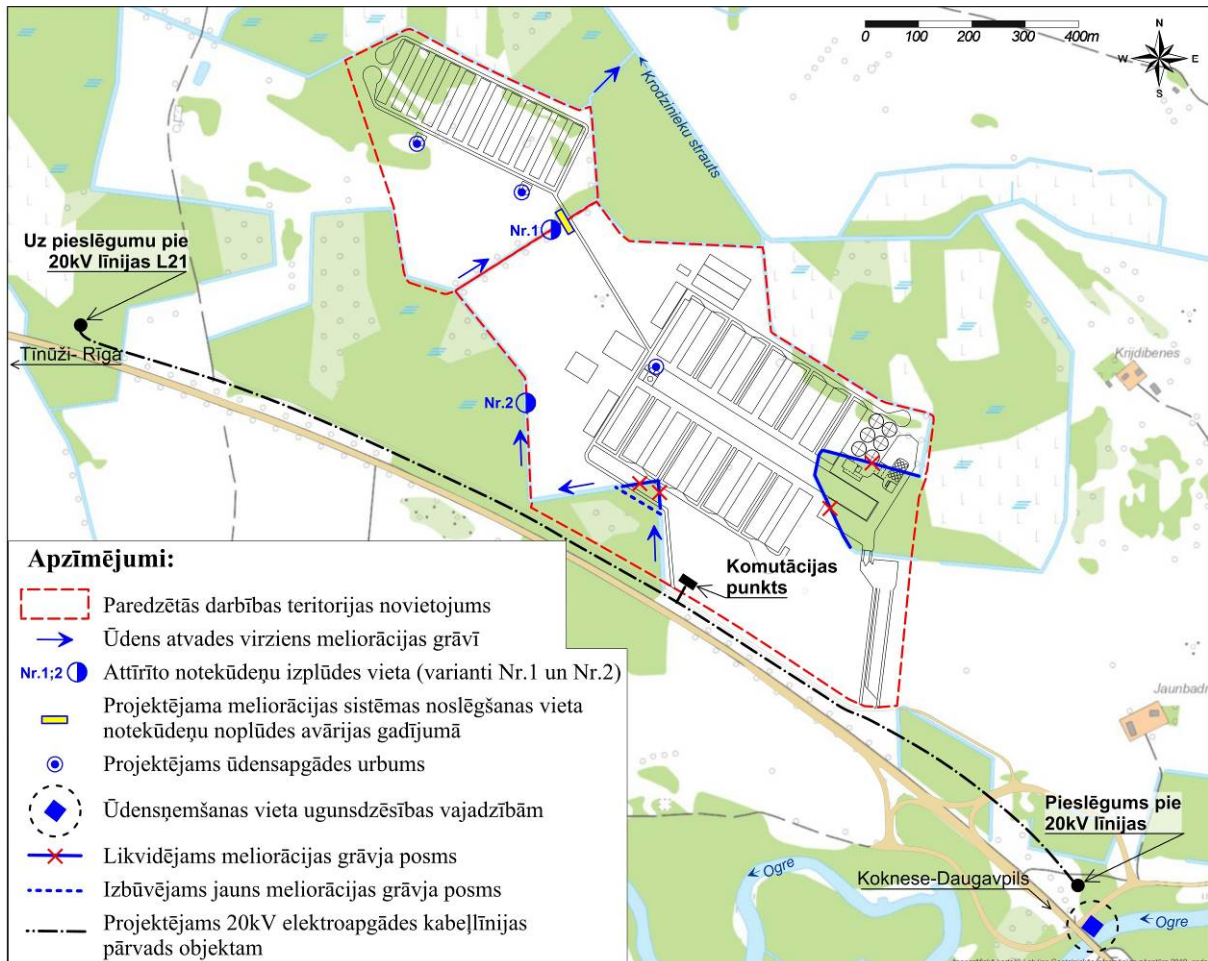 0 100 200 300 400m
N
W E
S
Krodzinieku strauts
Nr.1
Uz pieslēgumu pie
20kV līnijas L21
Tīnūži- Rīga
Krijdibenes
Nr.2
Komutācijas
punkts
Jaunbadr
Pieslēgums pie
20kV līnijas
Koknese-Daugavpils
← Ogre
← Ogre
Apzīmējumi:
Paredzētās darbības teritorijas novietojums
Ūdens atvades virziens meliorācijas grāvī
Nr.1;2 Attīrīto notekūdeņu izplūdes vieta (varianti Nr.1 un Nr.2)
Projektējama meliorācijas sistēmas noslēgšanas vieta
notekūdeņu noplūdes avārijas gadījumā
Projektējams ūdensapgādes urbums
Ūdensņemšanas vieta ugunsdzēsības vajadzībām
Likvidējams meliorācijas grāvja posms
Izbūvējams jauns meliorācijas grāvja posms
Projektējams 20kV elektroapgādes kabeļlīnijas
pārvads objektam